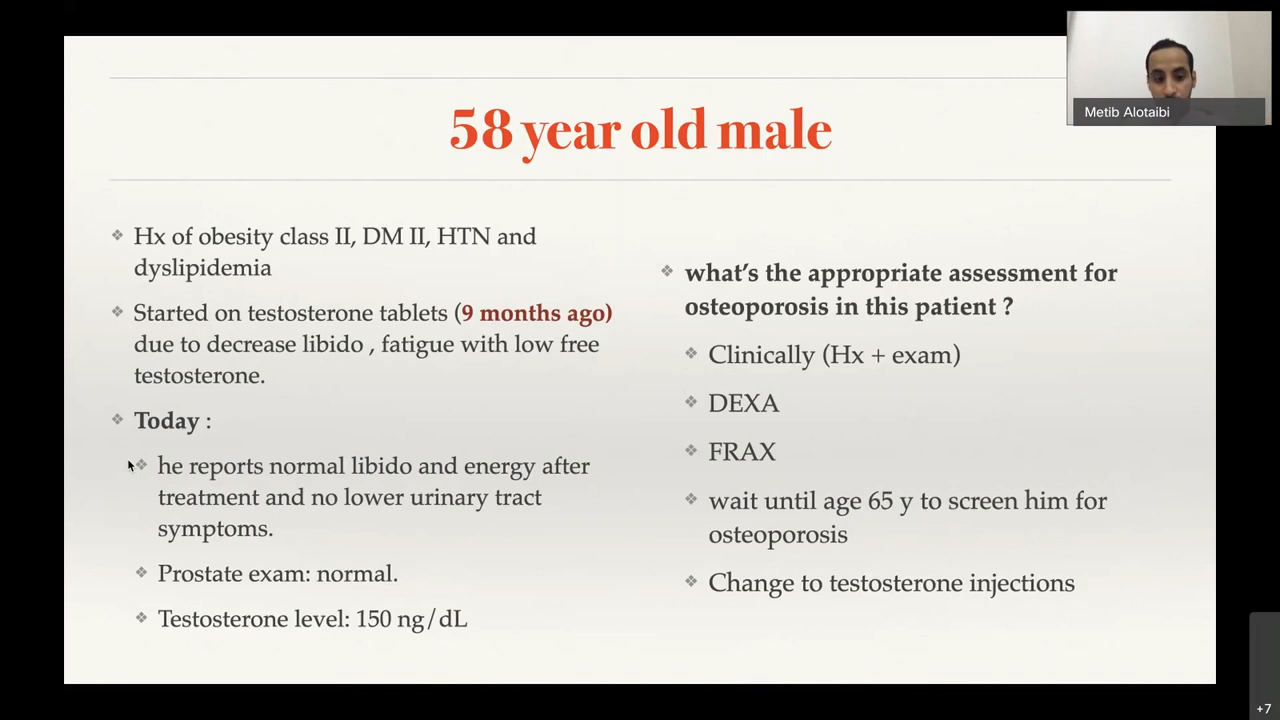 58 year old male
Hx of obesity class II, DM II, HTN and
dyslipidemia
Started on testosterone tablets (9 months ago)
due to decrease libido , fatigue with low free
testosterone.
Today :
he reports normal libido and energy after
treatment and no lower urinary tract
symptoms.
Prostate exam: normal.
Testosterone level: 150 ng/dL
what's the appropriate assessment for
osteoporosis in this patient ?
Clinically (Hx + exam)
DEXA
FRAX
wait until age 65 y to screen him for
osteoporosis
Change to testosterone injections
Metib Alotaibi
+7